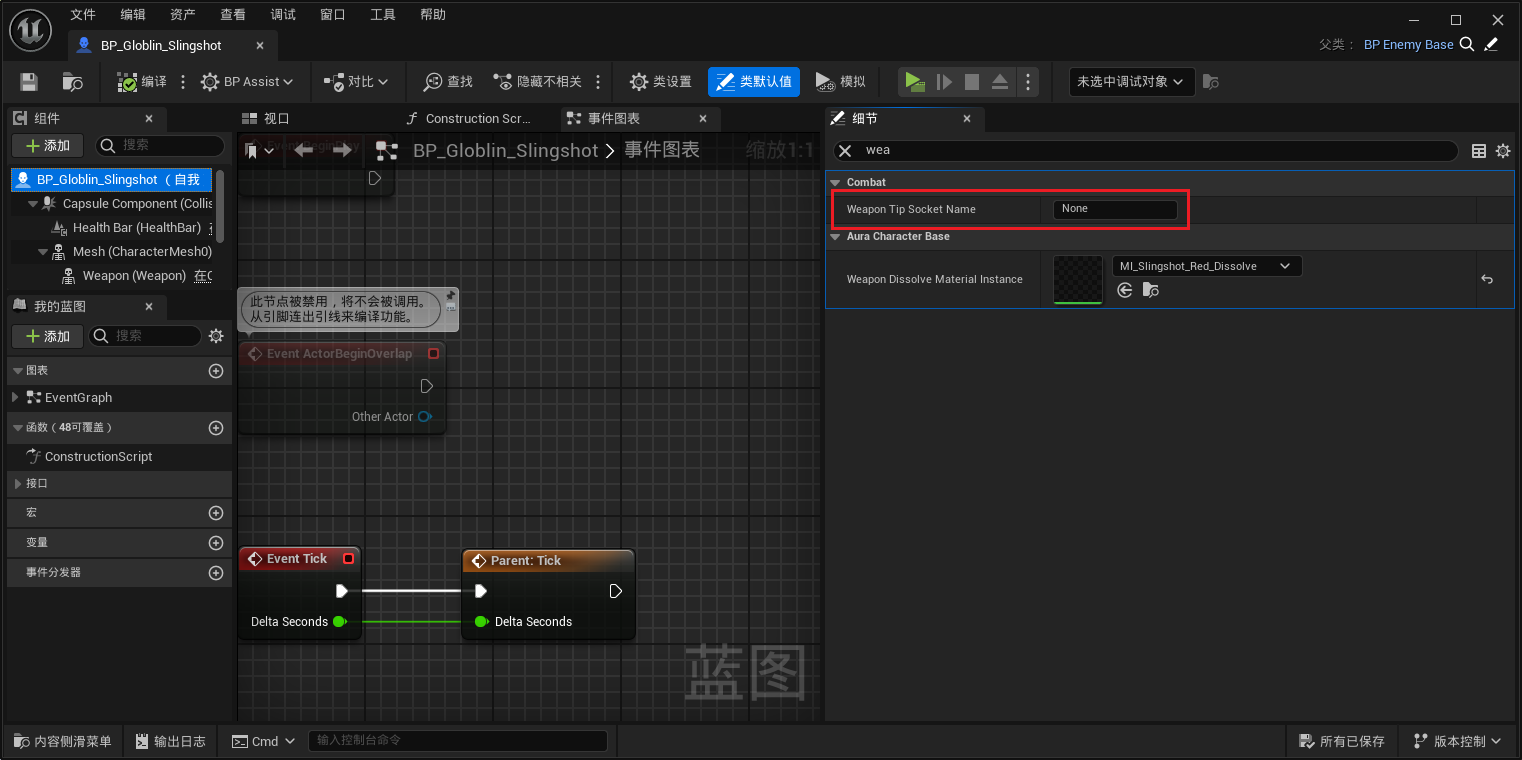 文件 编辑 资产 查看 调试 窗口 工具 帮助
BP_Globlin_Slingshot
父类： BP Enemy Base
编译 BP Assist 对比 查找 隐藏不相关 类设置 类默认值 模拟 未选中调试对象
组件
添加 搜索
BP_Globlin_Slingshot （自我
Capsule Component (Collis
Health Bar (HealthBar)
Mesh (CharacterMesh0)
Weapon (Weapon)
我的蓝图
添加 搜索
图表
EventGraph
函数（48可覆盖）
ConstructionScript
接口
宏
变量
事件分发器
视口 Construction Scr... 事件图表
BP_Globlin_Slingshot 事件图表 缩放1:1
Event BeginPlay
此节点被禁用，将不会被调用。
从引脚连出引线来编译功能。
Event ActorBeginOverlap
Other Actor
Event Tick
Delta Seconds
Parent: Tick
Delta Seconds
蓝图
细节
wea
Combat
Weapon Tip Socket Name None
Aura Character Base
Weapon Dissolve Material Instance MI_Slingshot_Red_Dissolve
内容侧滑菜单 输出日志 Cmd 输入控制台命令 所有已保存 版本控制